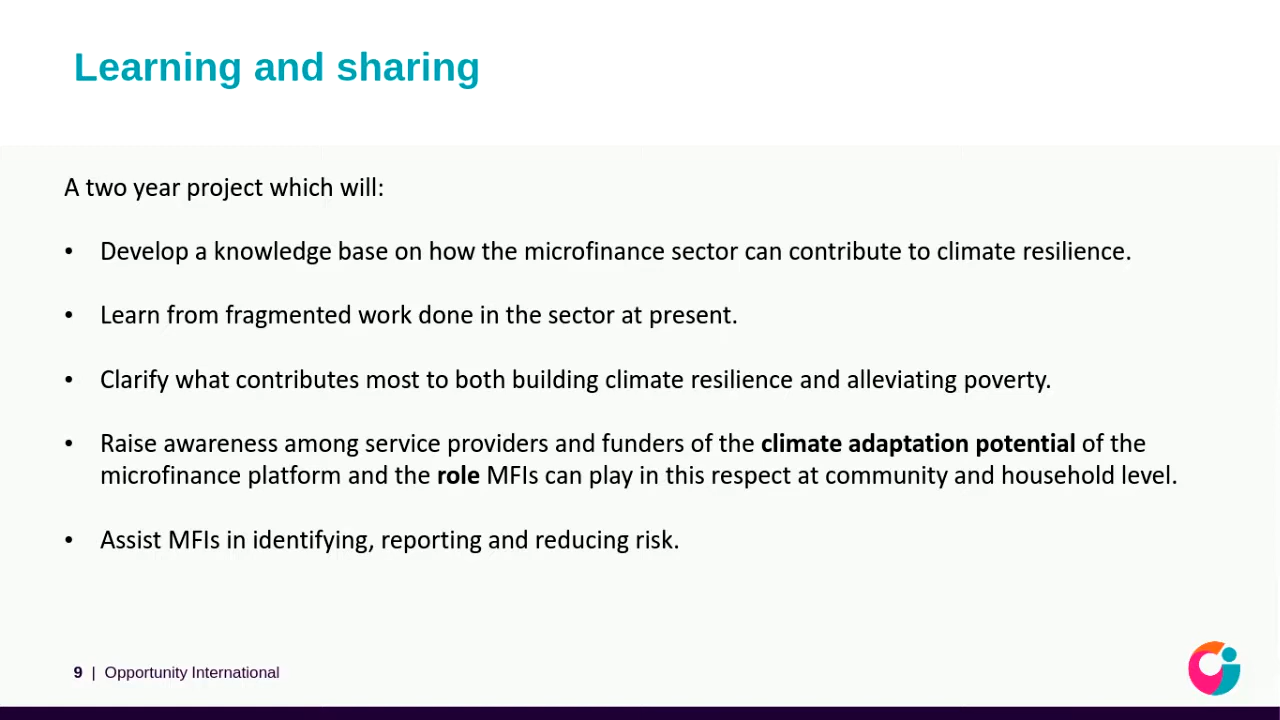 Learning and sharing
A two year project which will:
• Develop a knowledge base on how the microfinance sector can contribute to climate resilience.
• Learn from fragmented work done in the sector at present.
• Clarify what contributes most to both building climate resilience and alleviating poverty.
• Raise awareness among service providers and funders of the climate adaptation potential of the
microfinance platform and the role MFIs can play in this respect at community and household level.
• Assist MFIs in identifying, reporting and reducing risk.
9 | Opportunity International